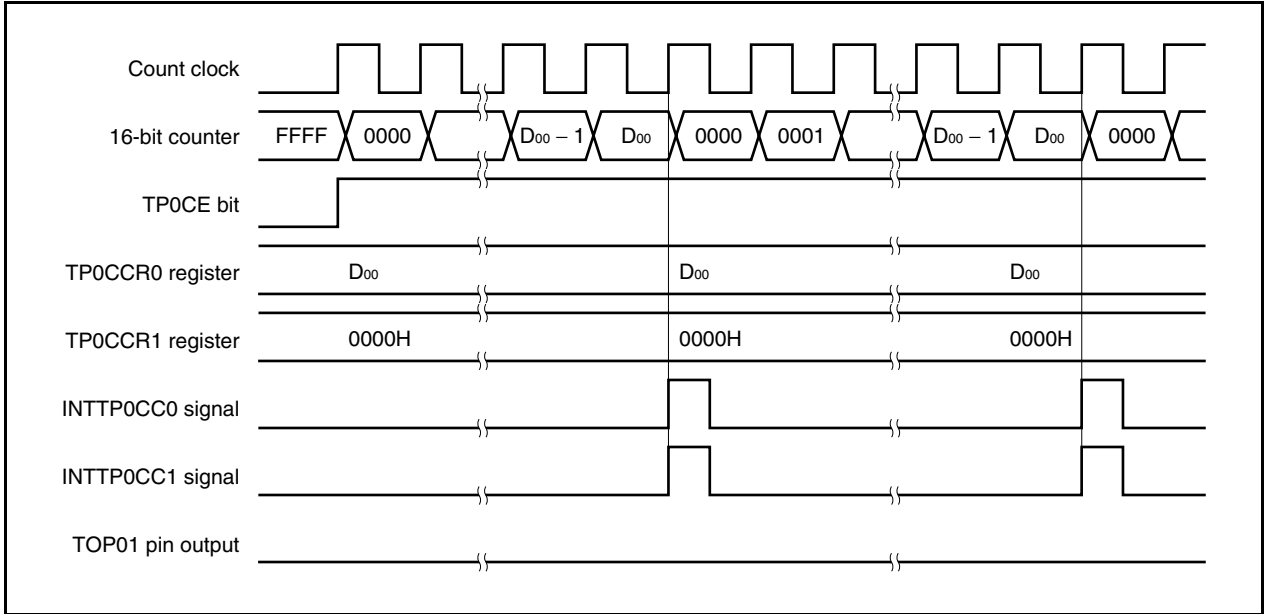 Count clock
16-bit counter FFFF 0000 D00 − 1 D00 0000 0001 D00 − 1 D00 0000
TP0CE bit
TP0CCR0 register D00 D00 D00
TP0CCR1 register 0000H 0000H 0000H
INTTP0CC0 signal
INTTP0CC1 signal
TOP01 pin output